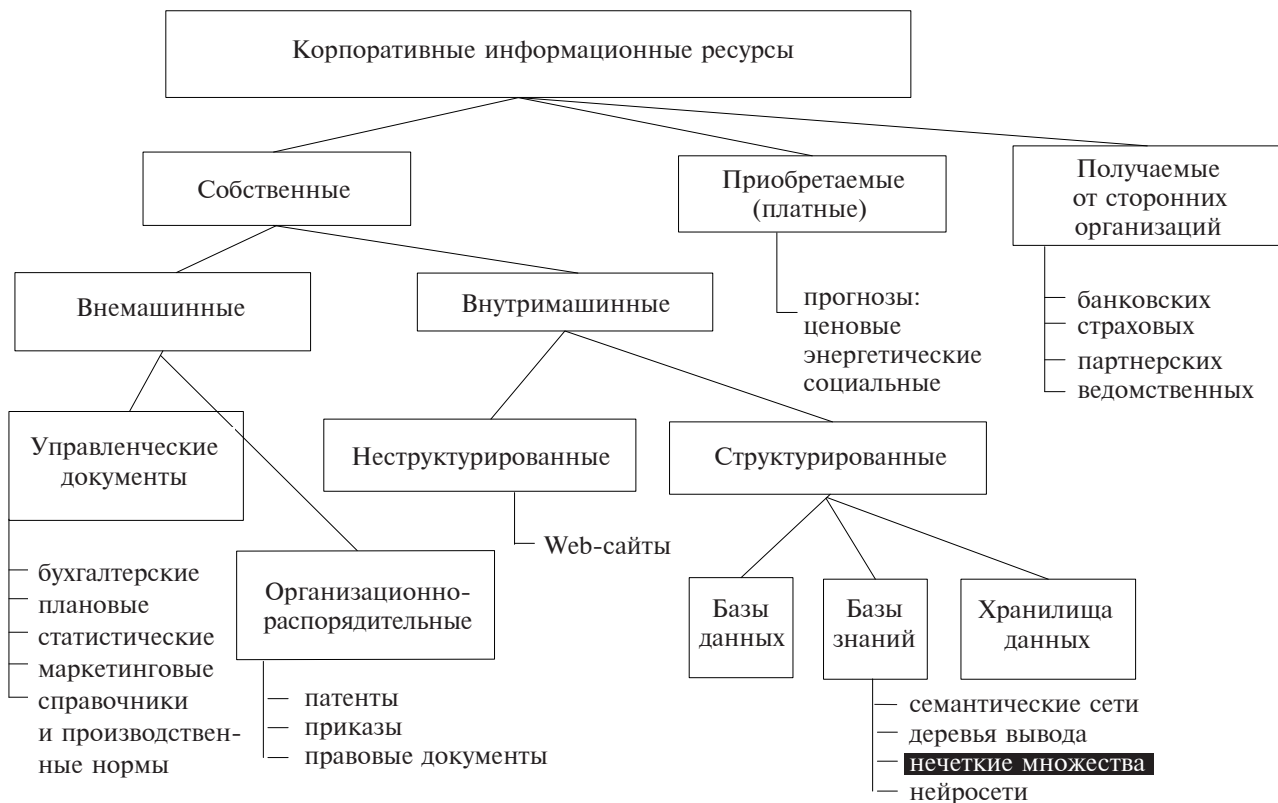 Корпоративные информационные ресурсы
Собственные
Приобретаемые
(платные)
Получаемые
от сторонних
организаций
Внемашинные
Внутримашинные
прогнозы:
ценовые
энергетические
социальные
банковских
страховых
партнерских
ведомственных
Управленческие
документы
Неструктурированные
Структурированные
Web-сайты
бухгалтерские
плановые
статистические
маркетинговые
справочники
и производствен-
ные нормы
Организационно-
распорядительные
патенты
приказы
правовые документы
Базы
данных
Базы
знаний
Хранилища
данных
семантические сети
деревья вывода
нечеткие множества
нейросети